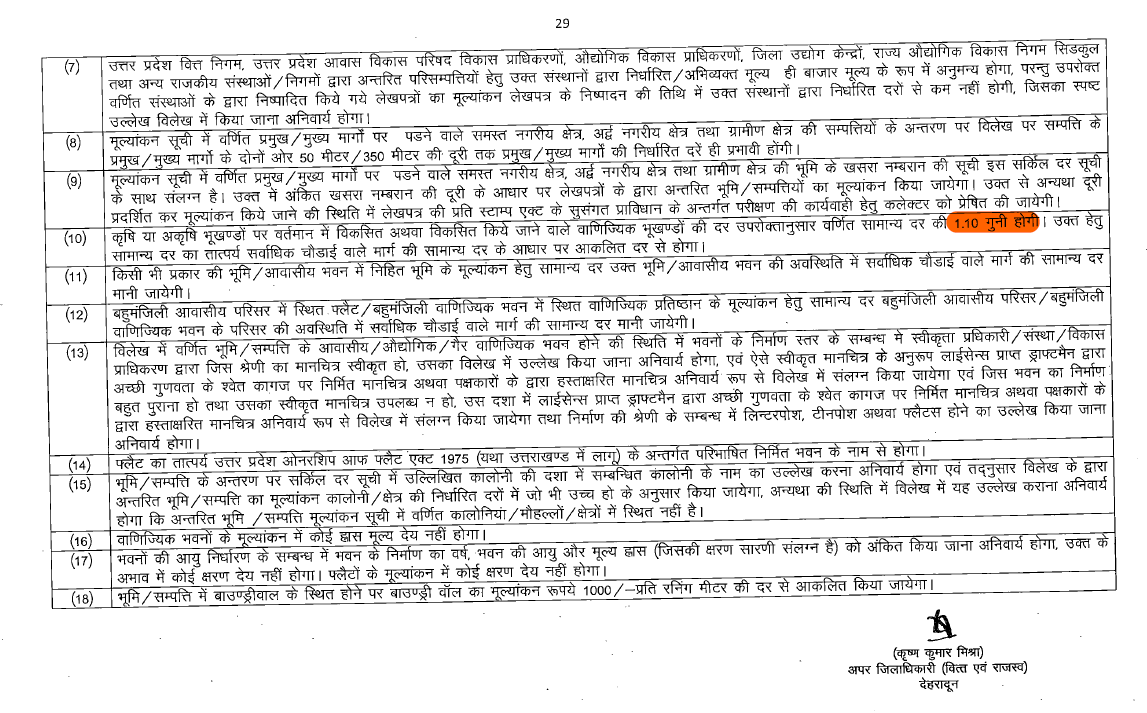 29
(7) उत्तर प्रदेश वित्त निगम, उत्तर प्रदेश आवास विकास परिषद विकास प्राधिकरणों, औद्योगिक विकास प्राधिकरणों, जिला उद्योग केन्द्रों, राज्य औद्योगिक विकास निगम सिडकुल
तथा अन्य राजकीय संस्थाओं/निगमों द्वारा अन्तरित परिसम्पत्तियों हेतु उक्त संस्थानों द्वारा निर्धारित/अभिव्यक्त मूल्य ही बाजार मूल्य के रूप में अनुमन्य होगा, परन्तु उपरोक्त
वर्णित संस्थाओं के द्वारा निष्पादित किये गये लेखपत्रों का मूल्यांकन लेखपत्र के निष्पादन की तिथि में उक्त संस्थानों द्वारा निर्धारित दरों से कम नहीं होगी, जिसका स्पष्ट
उल्लेख विलेख में किया जाना अनिवार्य होगा।
(8) मूल्यांकन सूची में वर्णित प्रमुख/मुख्य मार्गों पर पडने वाले समस्त नगरीय क्षेत्र, अर्द्व नगरीय क्षेत्र तथा ग्रामीण क्षेत्र की सम्पत्तियों के अन्तरण पर विलेख पर सम्पत्ति के
प्रमुख/मुख्य मार्गो के दोनों ओर 50 मीटर/350 मीटर की दूरी तक प्रमुख/मुख्य मार्गों की निर्धारित दरें ही प्रभावी होंगी।
(9) मूल्यांकन सूची में वर्णित प्रमुख/मुख्य मार्गों पर पडने वाले समस्त नगरीय क्षेत्र, अर्द्व नगरीय क्षेत्र तथा ग्रामीण क्षेत्र की भूमि के खसरा नम्बरान की सूची इस सर्किल दर सूची
के साथ संलग्न है। उक्त में अंकित खसरा नम्बरान की दूरी के आधार पर लेखपत्रों के द्वारा अन्तरित भूमि/सम्पत्तियों का मूल्यांकन किया जायेगा। उक्त से अन्यथा दूरी
प्रदर्शित कर मूल्यांकन किये जाने की स्थिति में लेखपत्र की प्रति स्टाम्प एक्ट के सुसंगत प्राविधान के अन्तर्गत परीक्षण की कार्यवाही हेतु कलेक्टर को प्रेषित की जायेगी।
(10) कृषि या अकृषि भूखण्डों पर वर्तमान में विकसित अथवा विकसित किये जाने वाले वाणिज्यिक भूखण्डों की दर उपरोक्तानुसार वर्णित सामान्य दर की 1.10 गुनी होगी। उक्त हेतु
सामान्य दर का तात्पर्य सर्वाधिक चौडाई वाले मार्ग की सामान्य दर के आधार पर आकलित दर से होगा।
(11) किसी भी प्रकार की भूमि/आवासीय भवन में निहित भूमि के मूल्यांकन हेतु सामान्य दर उक्त भूमि/आवासीय भवन की अवस्थिति में सर्वाधिक चौडाई वाले मार्ग की सामान्य दर
मानी जायेगी।
(12) बहुमंजिली आवासीय परिसर में स्थित फ्लैट/बहुमंजिली वाणिज्यिक भवन में स्थित वाणिज्यिक प्रतिष्ठान के मूल्यांकन हेतु सामान्य दर बहुमंजिली आवासीय परिसर/बहुमंजिली
वाणिज्यिक भवन के परिसर की अवस्थिति में सर्वाधिक चौडाई वाले मार्ग की सामान्य दर मानी जायेगी।
(13) विलेख में वर्णित भूमि/सम्पत्ति के आवासीय/औद्योगिक/गैर वाणिज्यिक भवन होने की स्थिति में भवनों के निर्माण स्तर के सम्बन्ध मे स्वीकृता प्रधिकारी/संस्था/विकास
प्राधिकरण द्वारा जिस श्रेणी का मानचित्र स्वीकृत हो, उसका विलेख में उल्लेख किया जाना अनिवार्य होगा, एवं ऐसे स्वीकृत मानचित्र के अनुरूप लाईसेन्स प्राप्त ड्राफ्टमैन द्वारा
अच्छी गुणवता के श्वेत कागज पर निर्मित मानचित्र अथवा पक्षकारों के द्वारा हस्ताक्षरित मानचित्र अनिवार्य रूप से विलेख में संलग्न किया जायेगा एवं जिस भवन का निर्माण
बहुत पुराना हो तथा उसका स्वीकृत मानचित्र उपलब्ध न हो, उस दशा में लाईसेन्स प्राप्त ड्राफ्टमैन द्वारा अच्छी गुणवता के श्वेत कागज पर निर्मित मानचित्र अथवा पक्षकारों के
द्वारा हस्ताक्षरित मानचित्र अनिवार्य रूप से विलेख में संलग्न किया जायेगा तथा निर्माण की श्रेणी के सम्बन्ध में लिन्टरपोश, टीनपोश अथवा फ्लैटस होने का उल्लेख किया जाना
अनिवार्य होगा।
(14) फ्लैट का तात्पर्य उत्तर प्रदेश ओनरशिप आफ फ्लैट एक्ट 1975 (यथा उत्तराखण्ड में लागू) के अन्तर्गत परिभाषित निर्मित भवन के नाम से होगा।
(15) भूमि/सम्पत्ति के अन्तरण पर सर्किल दर सूची में उल्लिखित कालोनी की दशा में सम्बन्धित कालोनी के नाम का उल्लेख करना अनिवार्य होगा एवं तद्नुसार विलेख के द्वारा
अन्तरित भूमि/सम्पत्ति का मूल्यांकन कालोनी/क्षेत्र की निर्धारित दरों में जो भी उच्च हो के अनुसार किया जायेगा, अन्यथा की स्थिति में विलेख में यह उल्लेख कराना अनिवार्य
होगा कि अन्तरित भूमि /सम्पत्ति मूल्यांकन सूची में वर्णित कालोनियां/मौहल्लों/क्षेत्रों में स्थित नहीं है।
(16) वाणिज्यिक भवनों के मूल्यांकन में कोई ह्रास मूल्य देय नहीं होगा।
(17) भवनों की आयु निर्धारण के सम्बन्ध में भवन के निर्माण का वर्ष, भवन की आयु और मूल्य ह्रास (जिसकी क्षरण सारणी संलग्न है) को अंकित किया जाना अनिवार्य होगा, उक्त के
अभाव में कोई क्षरण देय नहीं होगा। फ्लैटों के मूल्यांकन में कोई क्षरण देय नहीं होगा।
(18) भूमि/सम्पत्ति में बाउण्ड्रीवाल के स्थित होने पर बाउण्ड्री वॉल का मूल्यांकन रूपये 1000/–प्रति रनिंग मीटर की दर से आकलित किया जायेगा।
(कृष्ण कुमार मिश्रा)
अपर जिलाधिकारी (वित्त एवं राजस्व)
देहरादून